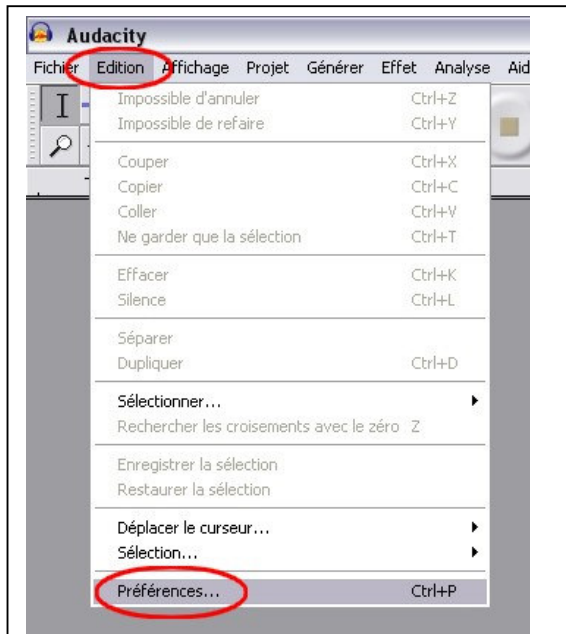 Audacity
Fichier Edition Affichage Projet Générer Effet Analyse Aid
Impossible d'annuler Ctrl+Z
Impossible de refaire Ctrl+Y
Couper Ctrl+X
Copier Ctrl+C
Coller Ctrl+V
Ne garder que la sélection Ctrl+T
Effacer Ctrl+K
Silence Ctrl+L
Séparer
Dupliquer Ctrl+D
Sélectionner...
Rechercher les croisements avec le zéro Z
Enregistrer la sélection
Restaurer la sélection
Déplacer le curseur...
Sélection...
Préférences... Ctrl+P